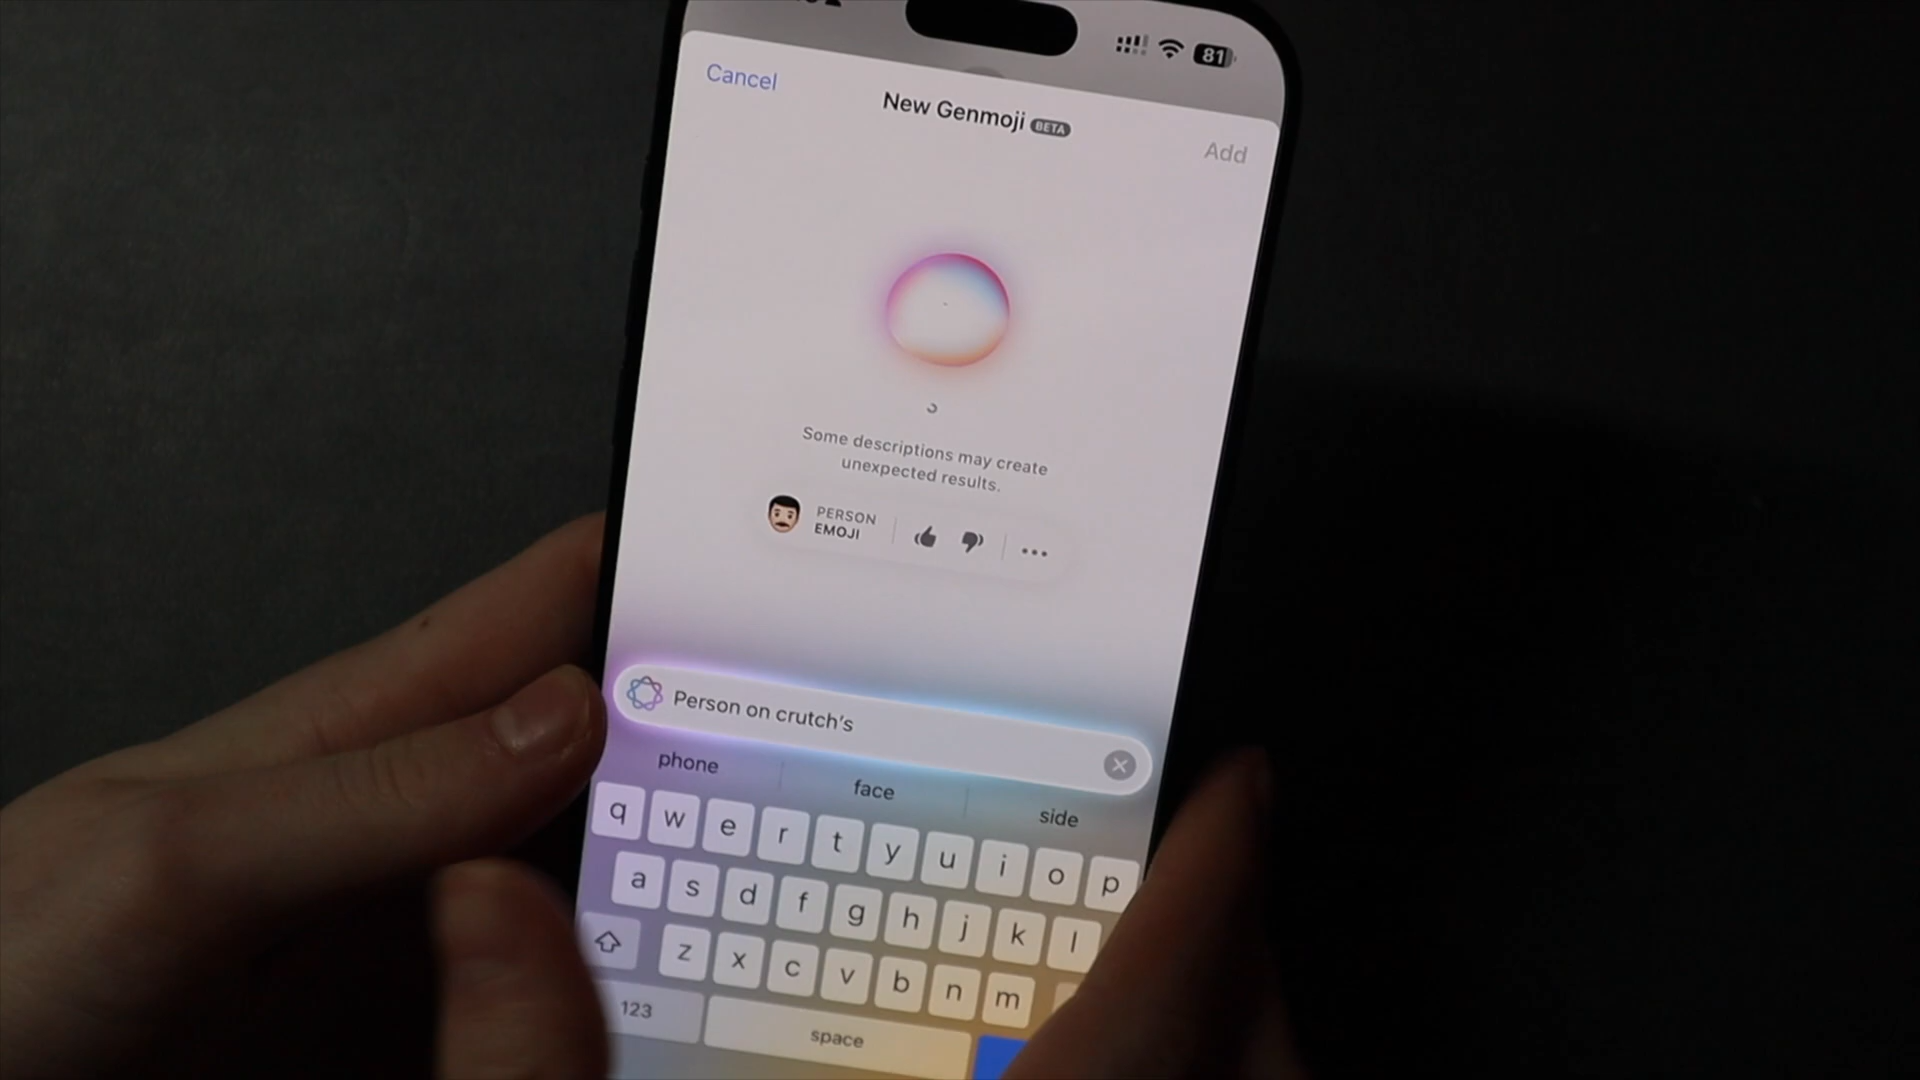 81
Cancel
New Genmoji BETA
Add
Some descriptions may create
unexpected results.
PERSON
EMOJI
Person on crutch's
phone face side
q w e r t y u i o p
a s d f g h j k l
z x c v b n m
123 space